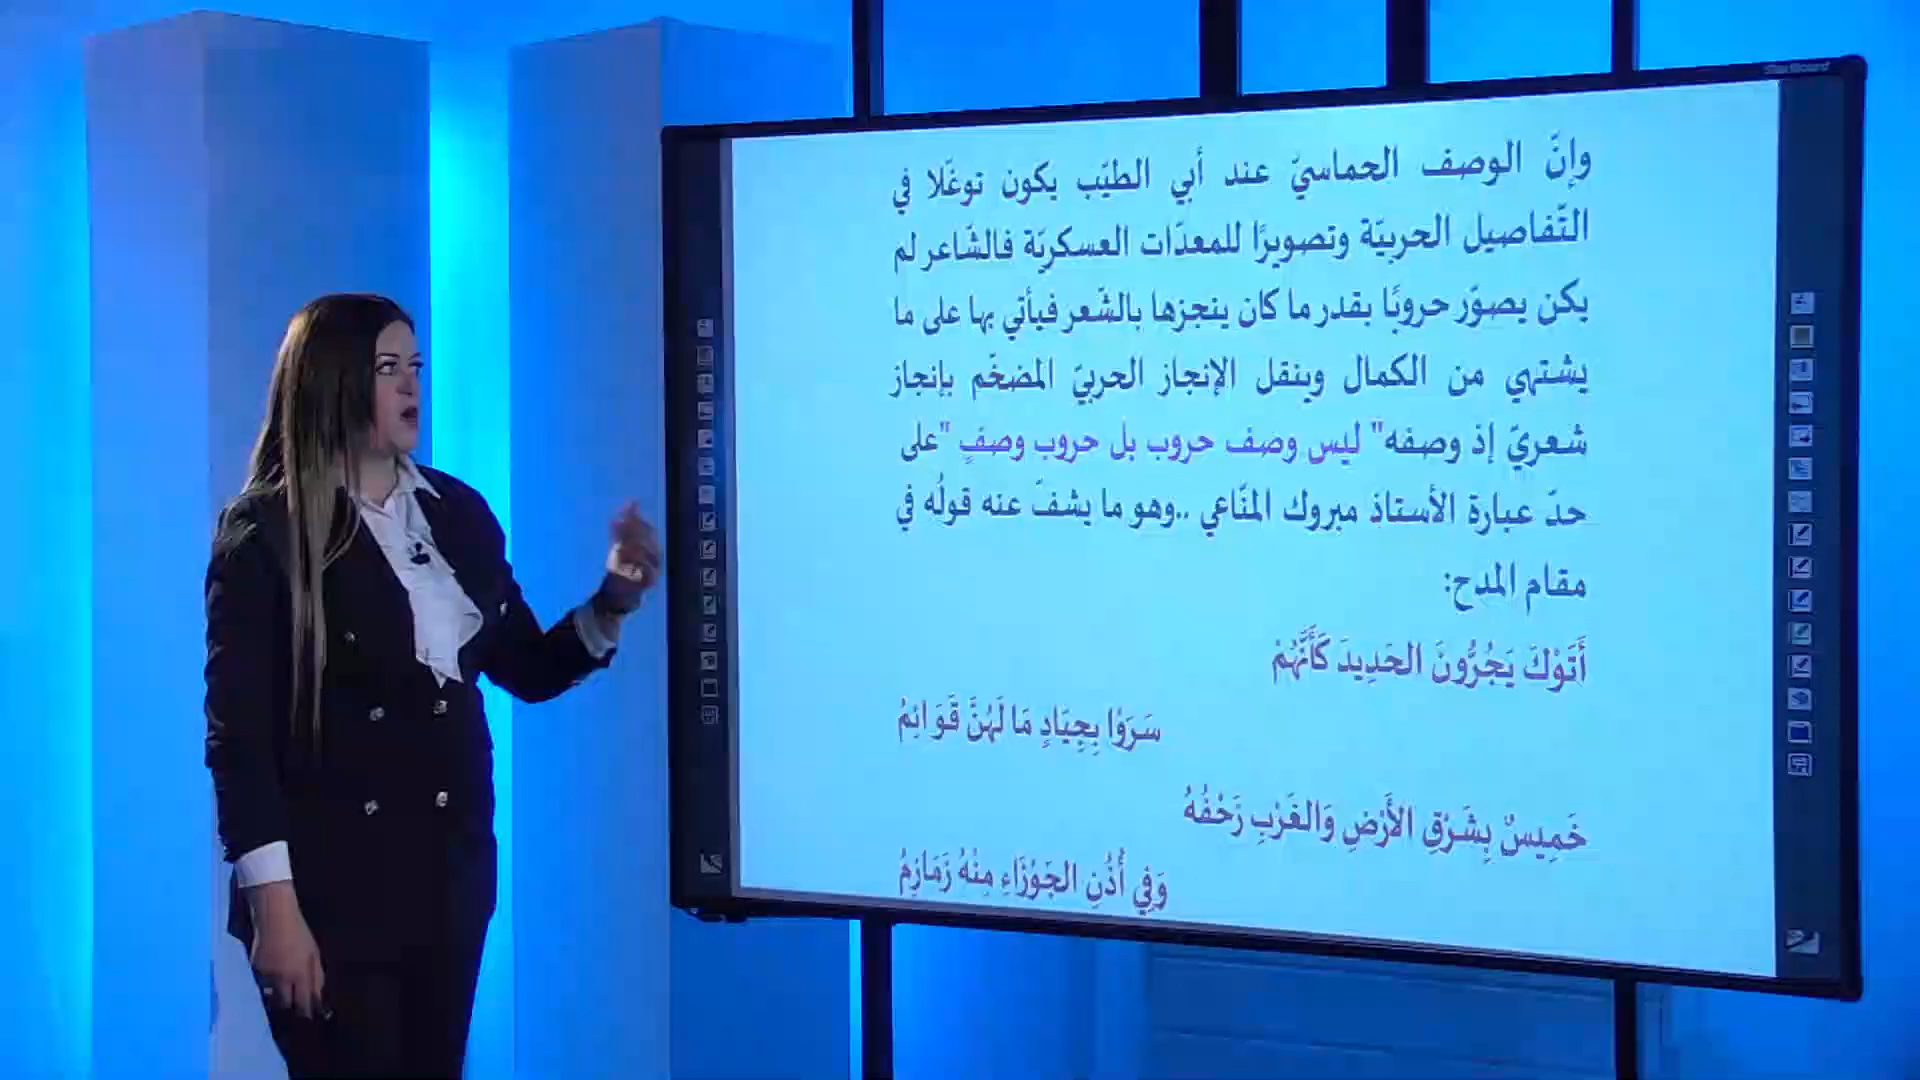 StarBoard
وإنّ الوصف الحماسيّ عند أبي الطيّب يكون توغّلا في
التّفاصيل الحربيّة وتصويرًا للمعدّات العسكريّة فالشّاعر لم
يكن يصوّر حروبًا بقدر ما كان ينجزها بالشّعر فيأتي بها على ما
يشتهي من الكمال وينقل الإنجاز الحربيّ المضخّم بإنجاز
شعريّ إذ وصفه" ليس وصف حروب بل حروب وصفٍ "على
حدّ عبارة الأستاذ مبروك المنّاعي ..وهو ما يشفّ عنه قولُه في
مقام المدح:
أَتَوْكَ يَجُرُّونَ الحَدِيدَ كَأَنَّهُمْ
سَرَوْا بِجِيَادٍ مَا لَهُنَّ قَوَائِمُ
خَمِيسٌ بِشَرْقِ الأَرْضِ وَالغَرْبِ زَحْفُهُ
وَفِي أُذُنِ الجَوْزَاءِ مِنْهُ زَمَازِمُ